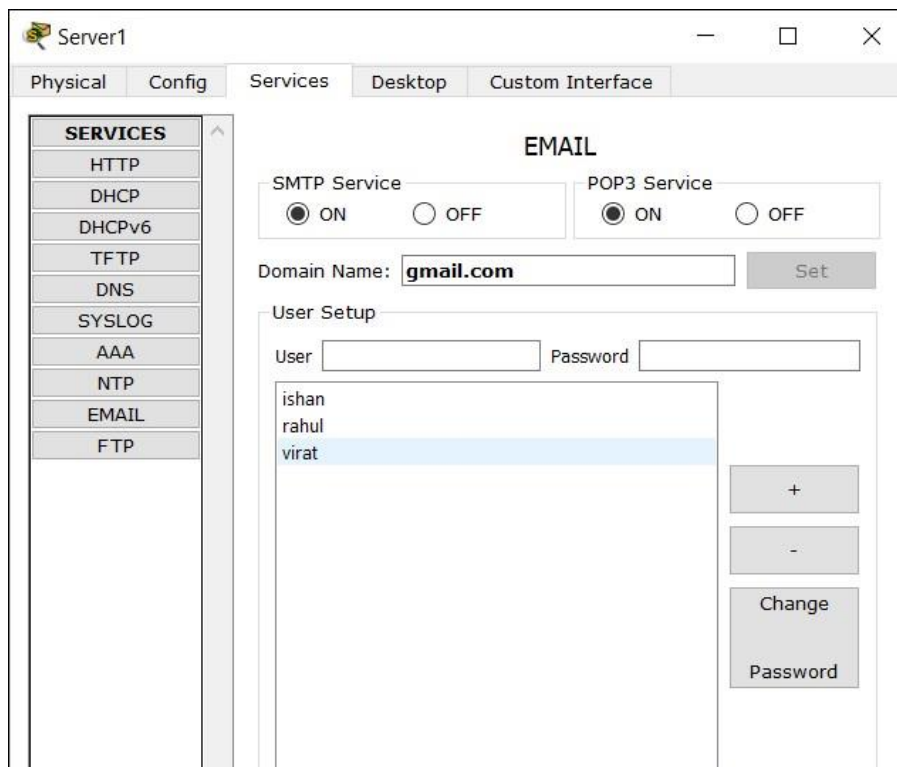 Server1
Physical Config Services Desktop Custom Interface
SERVICES
HTTP
DHCP
DHCPv6
TFTP
DNS
SYSLOG
AAA
NTP
EMAIL
FTP
EMAIL
SMTP Service
ON OFF
POP3 Service
ON OFF
Domain Name: gmail.com Set
User Setup
User Password
ishan
rahul
virat
+
-
Change
Password